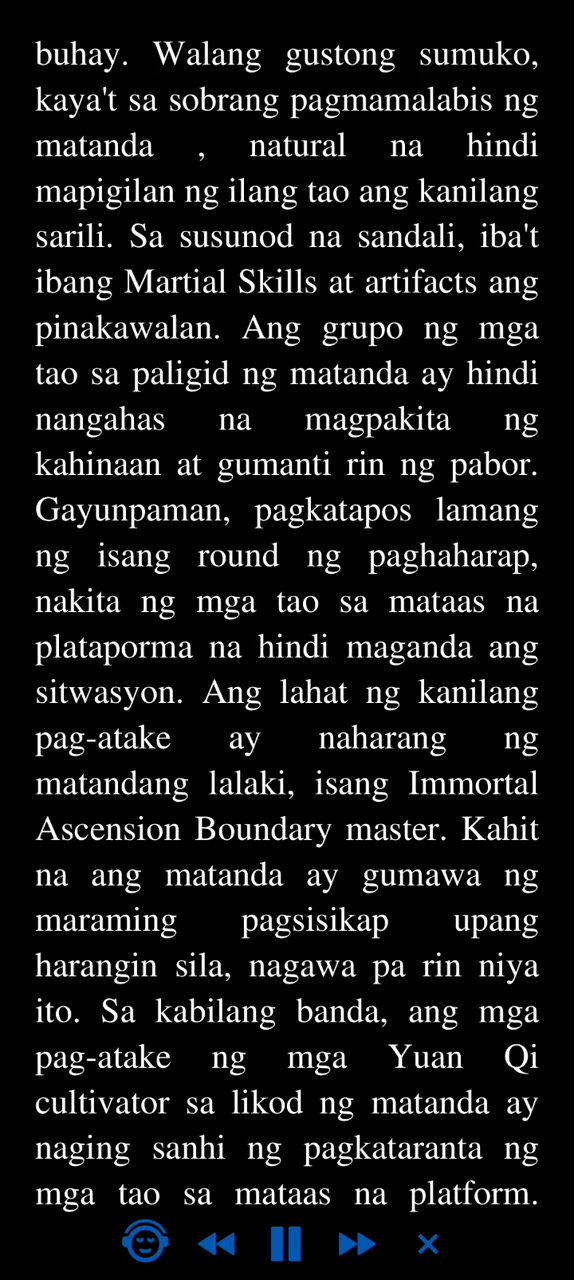 buhay. Walang gustong sumuko,
kaya't sa sobrang pagmamalabis ng
matanda , natural na hindi
mapigilan ng ilang tao ang kanilang
sarili. Sa susunod na sandali, iba't
ibang Martial Skills at artifacts ang
pinakawalan. Ang grupo ng mga
tao sa paligid ng matanda ay hindi
nangahas na magpakita ng
kahinaan at gumanti rin ng pabor.
Gayunpaman, pagkatapos lamang
ng isang round ng paghaharap,
nakita ng mga tao sa mataas na
plataporma na hindi maganda ang
sitwasyon. Ang lahat ng kanilang
pag-atake ay naharang ng
matandang lalaki, isang Immortal
Ascension Boundary master. Kahit
na ang matanda ay gumawa ng
maraming pagsisikap upang
harangin sila, nagawa pa rin niya
ito. Sa kabilang banda, ang mga
pag-atake ng mga Yuan Qi
cultivator sa likod ng matanda ay
naging sanhi ng pagkataranta ng
mga tao sa mataas na platform.